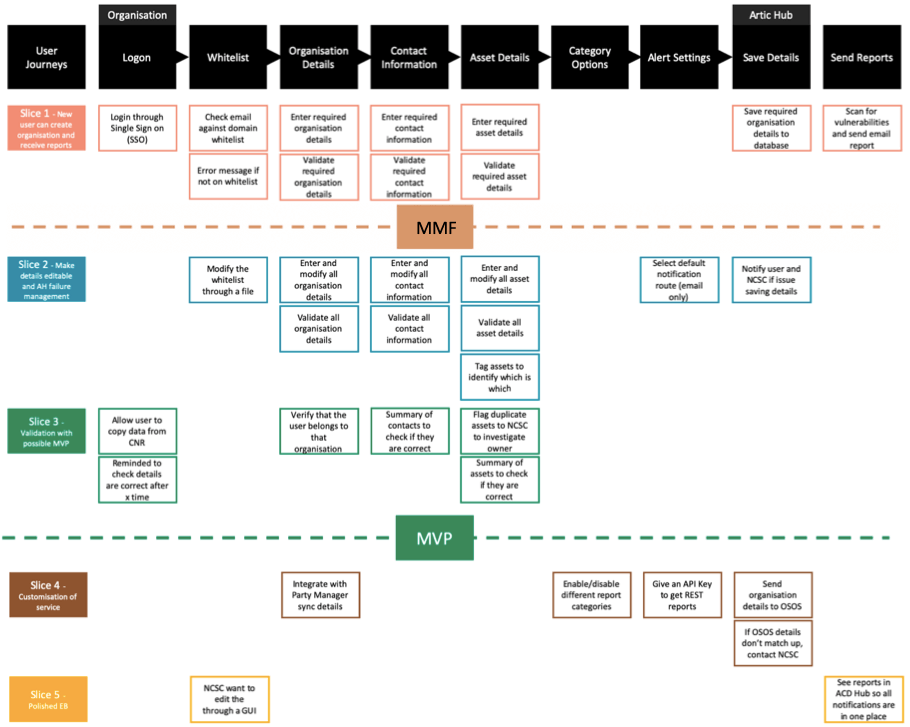 Organisation
Artic Hub
User
Journeys
Logon
Whitelist
Organisation
Details
Contact
Information
Asset Details
Category
Options
Alert Settings
Save Details
Send Reports
Slice 1 - New
user can create
organisation and
receive reports
Login through
Single Sign on
(SSO)
Check email
against domain
whitelist
Enter required
organisation
details
Enter required
contact
information
Enter required
asset details
Save required
organisation
details to
database
Scan for
vulnerabilities
and send email
report
Error message if
not on whitelist
Validate
required
organisation
details
Validate
required
contact
information
Validate
required asset
details
MMF
Slice 2 - Make
details editable
and AH failure
management
Modify the
whitelist
through a file
Enter and
modify all
organisation
details
Enter and
modify all
contact
information
Enter and
modify all asset
details
Select default
notification
route (email
only)
Notify user and
NCSC if issue
saving details
Validate all
organisation
details
Validate all
contact
information
Validate all
asset details
Tag assets to
identify which is
which
Slice 3 -
Validation with
possible MVP
Allow user to
copy data from
CNR
Verify that the
user belongs to
that
organisation
Summary of
contacts to
check if they
are correct
Flag duplicate
assets to NCSC
to investigate
owner
Reminded to
check details
are correct after
x time
Summary of
assets to check
if they are
correct
MVP
Slice 4 -
Customisation of
service
Integrate with
Party Manager
sync details
Enable/disable
different report
categories
Give an API Key
to get REST
reports
Send
organisation
details to OSOS
If OSOS details
don't match up,
contact NCSC
Slice 5 -
Polished EB
NCSC want to
edit the
through a GUI
See reports in
ACD Hub so all
notifications are
in one place